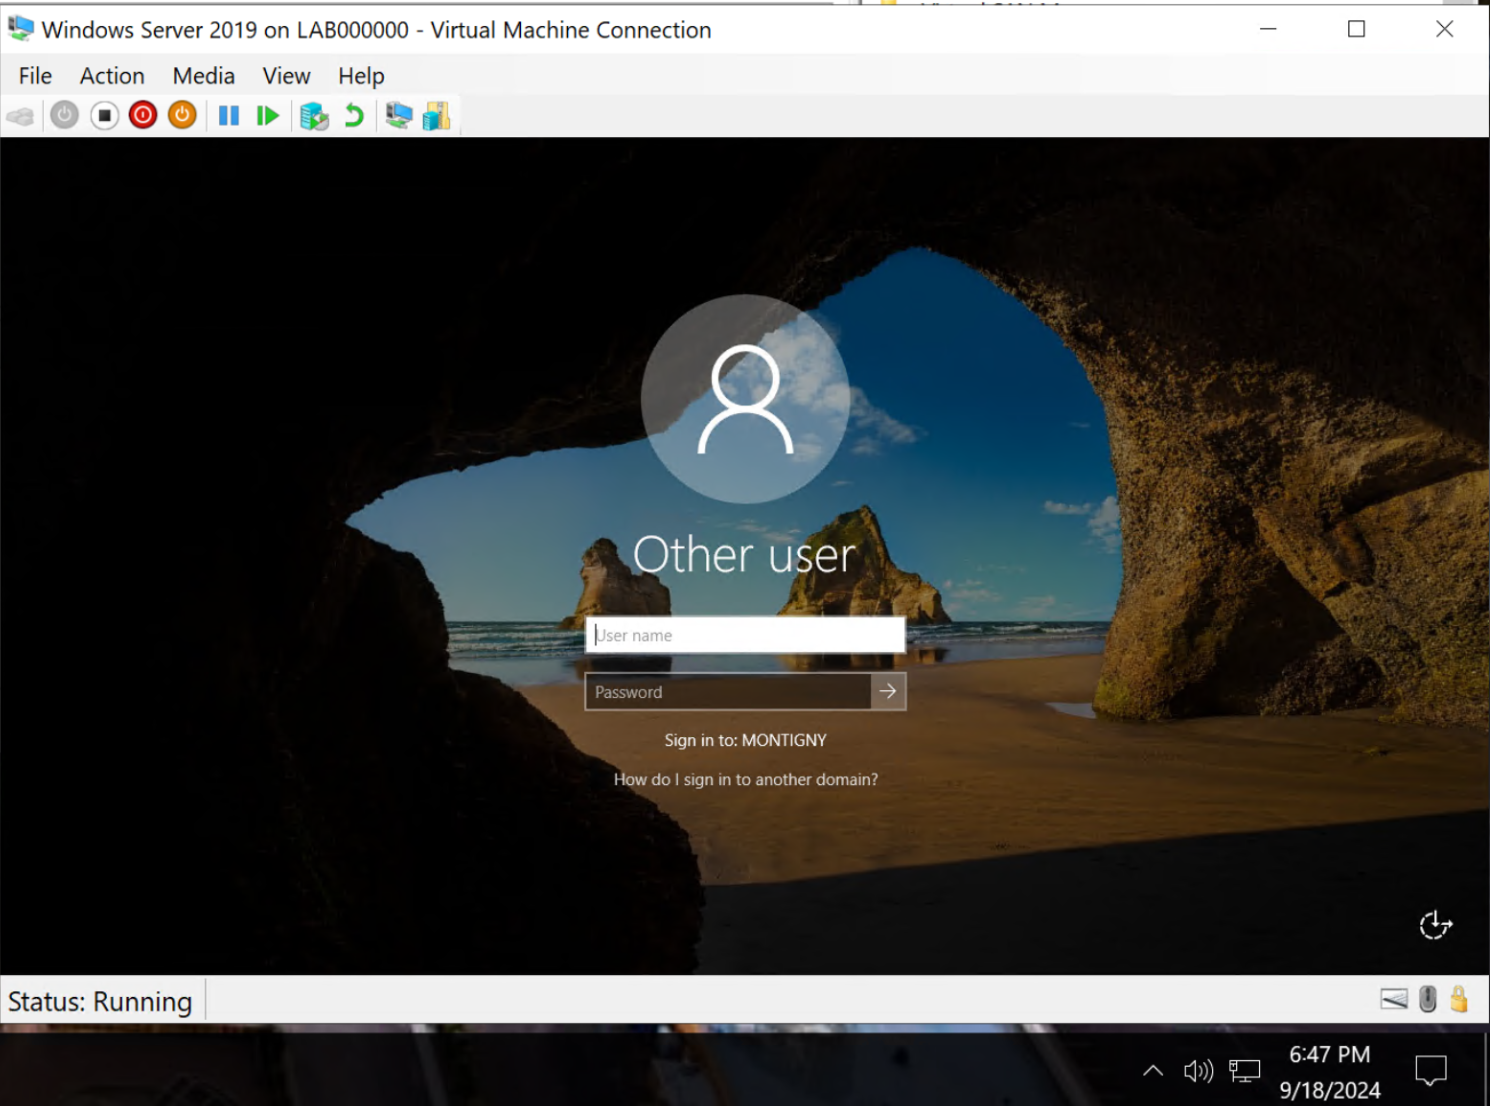 Windows Server 2019 on LAB000000 - Virtual Machine Connection
File Action Media View Help
Other user
User name
Password
Sign in to: MONTIGNY
How do I sign in to another domain?
Status: Running
6:47 PM
9/18/2024